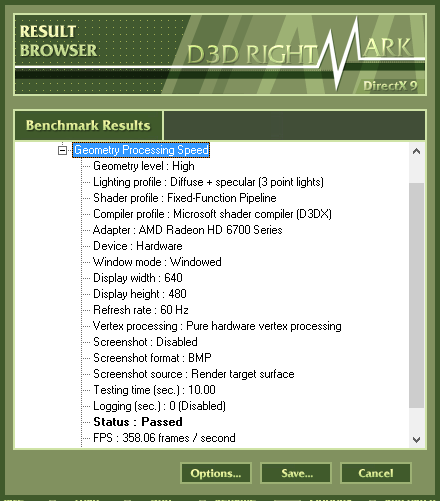 RESULT
BROWSER
D3D RIGHTMARK
DirectX 9
Benchmark Results
Geometry Processing Speed
Geometry level : High
Lighting profile : Diffuse + specular (3 point lights)
Shader profile : Fixed-Function Pipeline
Compiler profile : Microsoft shader compiler (D3DX)
Adapter : AMD Radeon HD 6700 Series
Device : Hardware
Window mode : Windowed
Display width : 640
Display height : 480
Refresh rate : 60 Hz
Vertex processing : Pure hardware vertex processing
Screenshot : Disabled
Screenshot format : BMP
Screenshot source : Render target surface
Testing time (sec.) : 10.00
Logging (sec.) : 0 (Disabled)
Status : Passed
FPS : 358.06 frames / second
Options... Save... Cancel